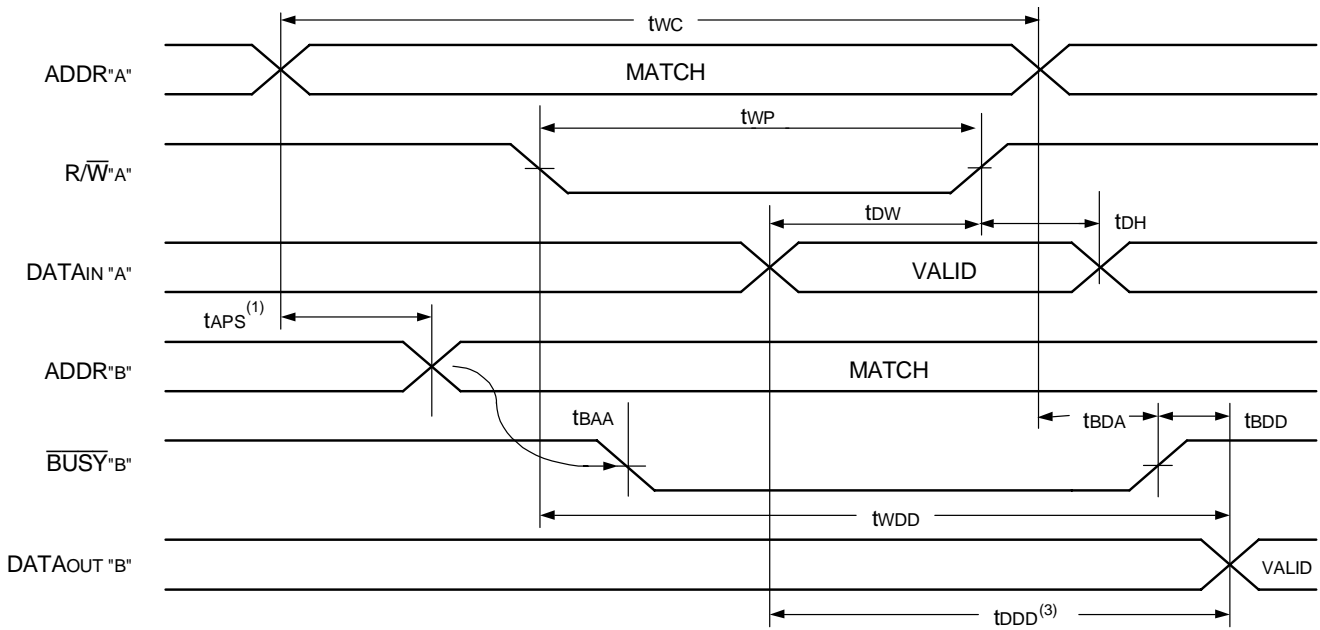 tWC
ADDR"A"
MATCH
tWP
R/W̅"A"
tDW
tDH
DATAIN "A"
VALID
tAPS(1)
ADDR"B"
MATCH
tBAA
tBDA
tBDD
B̅U̅S̅Y̅"B"
tWDD
DATAOUT "B"
VALID
tDDD(3)